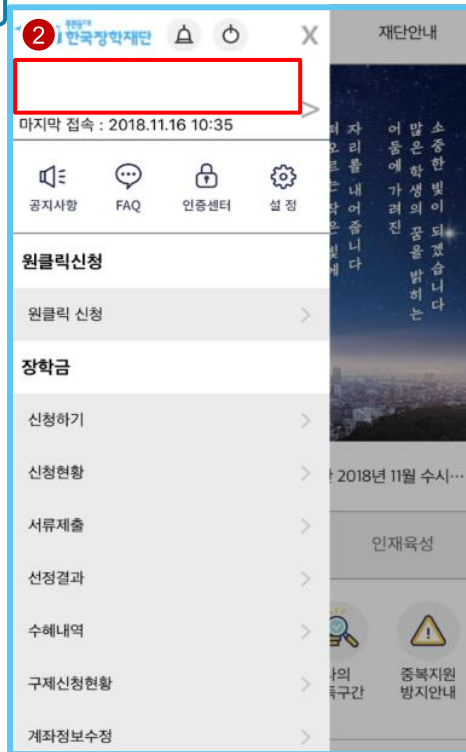 2
한국장학재단
X
재단안내
마지막 접속 : 2018.11.16 10:35
>
공지사항
FAQ
인증센터
설 정
원클릭신청
원클릭 신청
장학금
신청하기
신청현황
서류제출
선정결과
수혜내역
구제신청현황
계좌정보수정
소중한 빛이 되겠습니다
많은 학생의 꿈을 밝히는
어둠에 가려진
자리를 내어줍니다
2018년 11월 수시…
인재육성
중복지원
방지안내